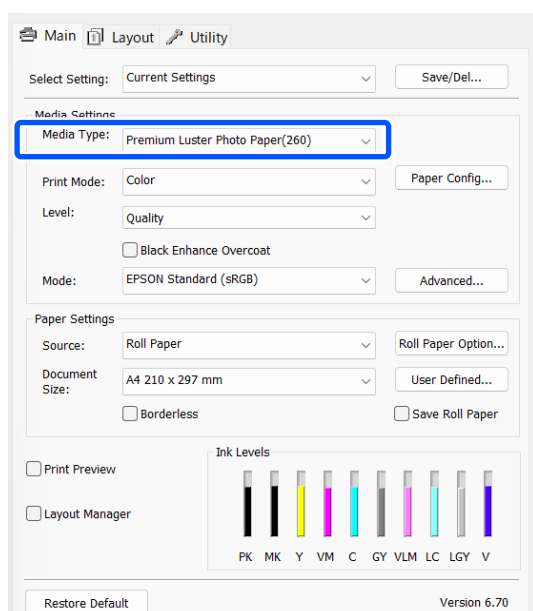 Main Layout Utility
Select Setting: Current Settings Save/Del...
Media Settings
Media Type: Premium Luster Photo Paper(260)
Print Mode: Color Paper Config...
Level: Quality
Black Enhance Overcoat
Mode: EPSON Standard (sRGB) Advanced...
Paper Settings
Source: Roll Paper Roll Paper Option...
Document
Size: A4 210 x 297 mm User Defined...
Borderless Save Roll Paper
Ink Levels
Print Preview
Layout Manager
PK MK Y VM C GY VLM LC LGY V
Restore Default Version 6.70